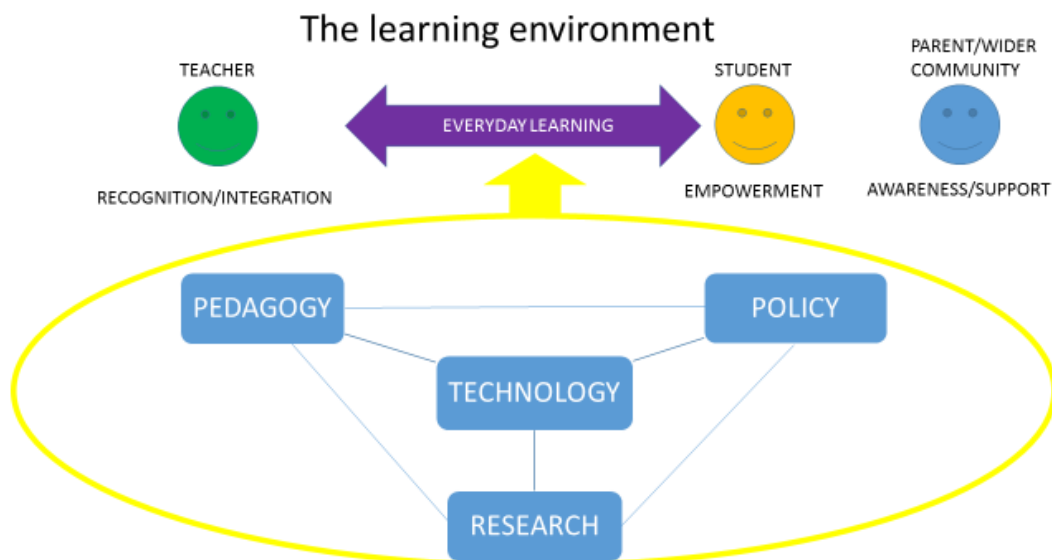 The learning environment
TEACHER
STUDENT
PARENT/WIDER
COMMUNITY
EVERYDAY LEARNING
RECOGNITION/INTEGRATION
EMPOWERMENT
AWARENESS/SUPPORT
PEDAGOGY
POLICY
TECHNOLOGY
RESEARCH